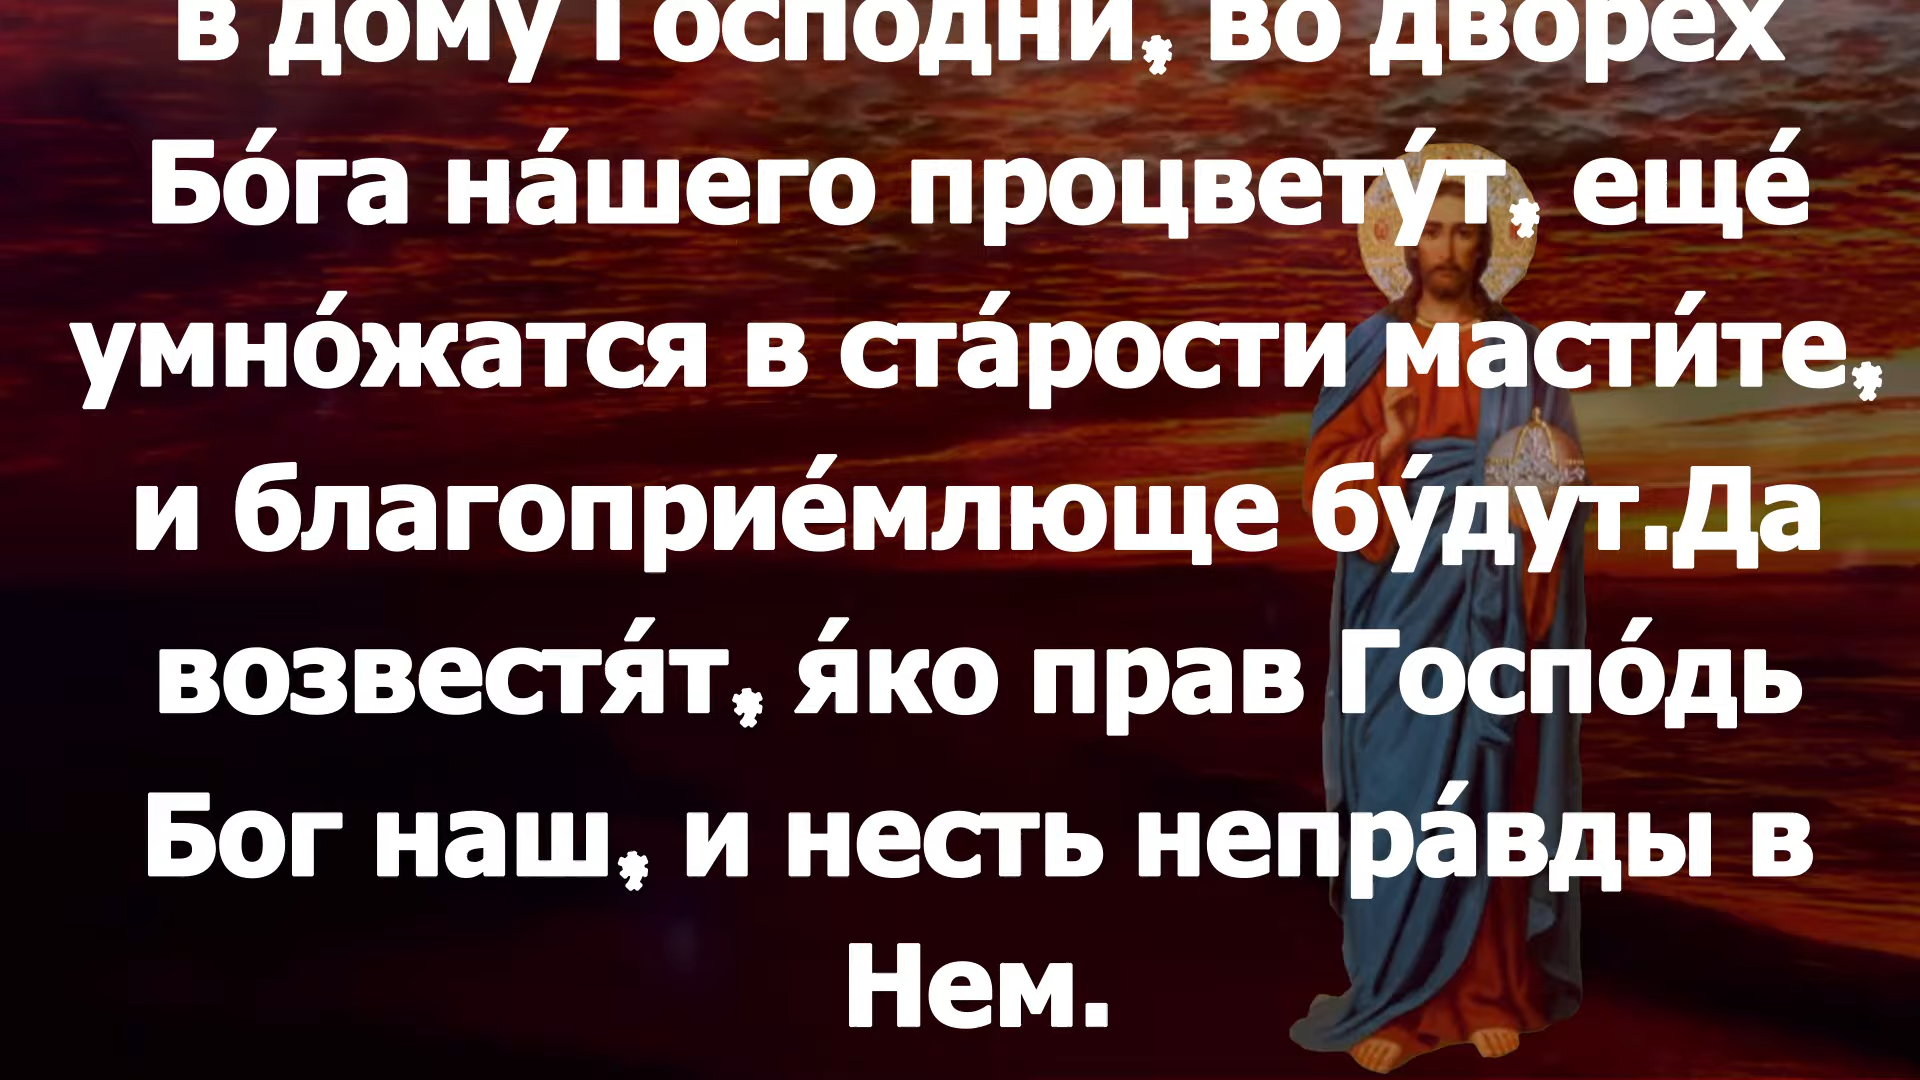 в дому Господни, во дворех
Бо́га на́шего процвету́т, еще́
умно́жатся в ста́рости масти́те,
и благоприе́млюще бу́дут.Да
возвестя́т, я́ко прав Госпо́дь
Бог наш, и несть непра́вды в
Нем.